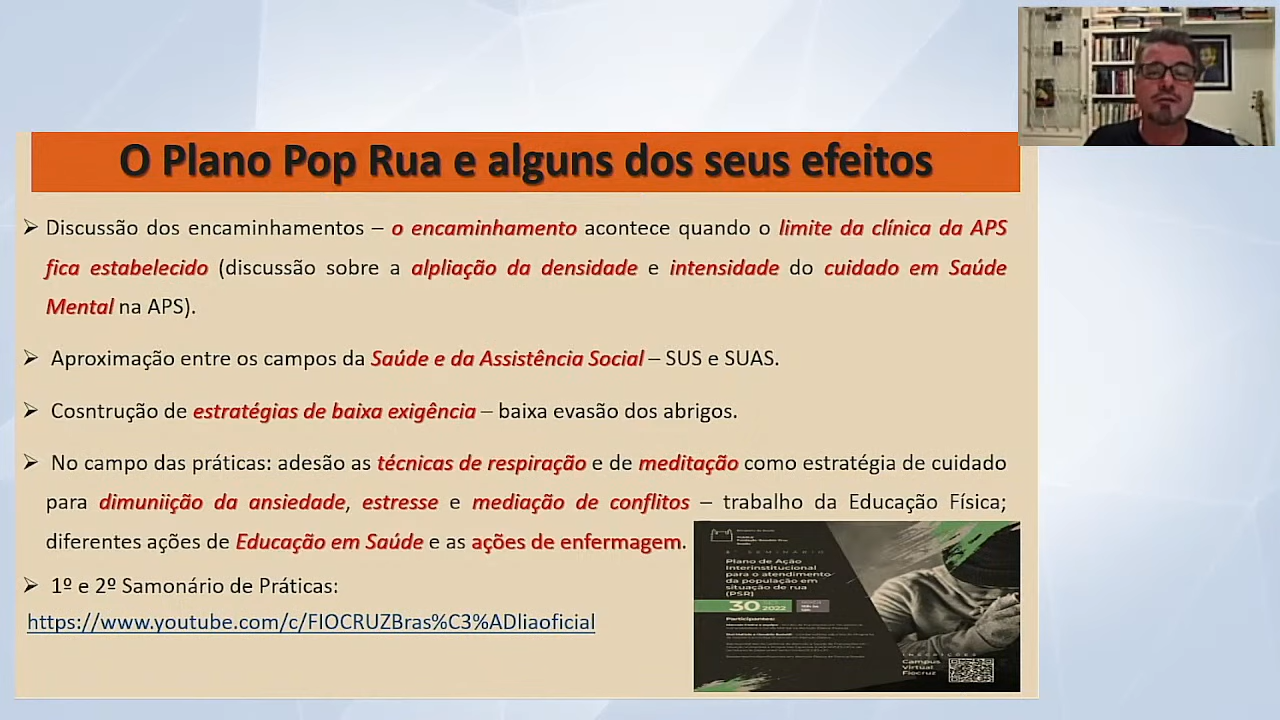 O Plano Pop Rua e alguns dos seus efeitos
➢ Discussão dos encaminhamentos – o encaminhamento acontece quando o limite da clínica da APS
fica estabelecido (discussão sobre a alpliação da densidade e intensidade do cuidado em Saúde
Mental na APS).
➢ Aproximação entre os campos da Saúde e da Assistência Social – SUS e SUAS.
➢ Cosntrução de estratégias de baixa exigência – baixa evasão dos abrigos.
➢ No campo das práticas: adesão as técnicas de respiração e de meditação como estratégia de cuidado
para dimuniição da ansiedade, estresse e mediação de conflitos – trabalho da Educação Física;
diferentes ações de Educação em Saúde e as ações de enfermagem.
➢ 1º e 2º Samonário de Práticas:
https://www.youtube.com/c/FIOCRUZBras%C3%ADliaoficial
2º SEMINÁRIO
Plano de Ação
Interinstitucional
para o atendimento
da população em
situação de rua
(PSR)
30 2022
Participantes:
INSCRIÇÕES
Campus
Virtual
Fiocruz